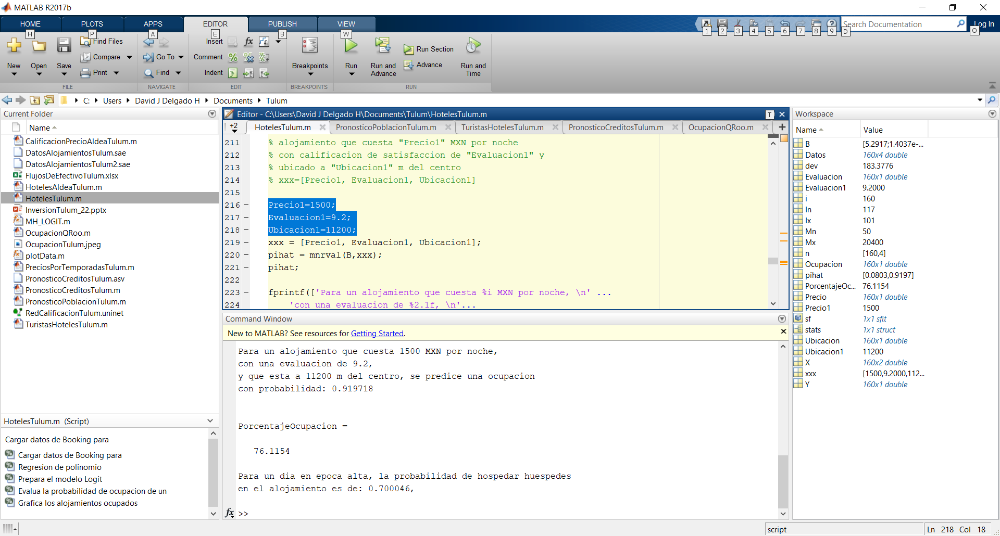 MATLAB R2017b
HOME
PLOTS
APPS
EDITOR
PUBLISH
VIEW
H
P
A
E
B
W
1
2
3
4
5
6
7
8
9
Search Documentation
D
Log In
O
New
Open
Save
Find Files
Compare
Print
Go To
Find
Insert
Comment
Indent
fx
Breakpoints
Run
Run and
Advance
Run Section
Advance
Run and
Time
FILE
NAVIGATE
EDIT
BREAKPOINTS
RUN
C:
Users
David J Delgado H
Documents
Tulum
Current Folder
Name
CalificacionPrecioAldeaTulum.m
DatosAlojamientosTulum.sae
DatosAlojamientosTulum2.sae
FlujosDeEfectivoTulum.xlsx
HotelesAldeaTulum.m
HotelesTulum.m
InversionTulum_22.pptx
MH_LOGIT.m
OcupacionQRoo.m
OcupacionTulum.jpeg
plotData.m
PreciosPorTemporadasTulum.m
PronosticoCreditosTulum.asv
PronosticoCreditosTulum.m
PronosticoPoblacionTulum.m
RedCalificacionTulum.uninet
TuristasHotelesTulum.m
HotelesTulum.m (Script)
Cargar datos de Booking para
Cargar datos de Booking para
Regresion de polinomio
Prepara el modelo Logit
Evalua la probabilidad de ocupacion de un
Grafica los alojamientos ocupados
Editor - C:\Users\David J Delgado H\Documents\Tulum\HotelesTulum.m
T
+2
HotelesTulum.m
PronosticoPoblacionTulum.m
TuristasHotelesTulum.m
PronosticoCreditosTulum.m
OcupacionQRoo.m
211 % alojamiento que cuesta "Precio1" MXN por noche
212 % con calificacion de satisfaccion de "Evaluacion1" y
213 % ubicado a "Ubicacion1" m del centro
214 % xxx=[Precio1, Evaluacion1, Ubicacion1]
215
216 – Precio1=1500;
217 – Evaluacion1=9.2;
218 – Ubicacion1=11200;
219 – xxx = [Precio1, Evaluacion1, Ubicacion1];
220 – pihat = mnrval(B,xxx);
221 – pihat;
222
223 – fprintf(['Para un alojamiento que cuesta %i MXN por noche, \n' ...
224 'con una evaluacion de %2.1f, \n'...
Command Window
New to MATLAB? See resources for Getting Started.
Para un alojamiento que cuesta 1500 MXN por noche,
con una evaluacion de 9.2,
y que esta a 11200 m del centro, se predice una ocupacion
con probabilidad: 0.919718
PorcentajeOcupacion =
76.1154
Para un dia en epoca alta, la probabilidad de hospedar huespedes
en el alojamiento es de: 0.700046,
fx >>
Workspace
Name Value
B [5.2917;1.4037e-...
Datos 160x4 double
dev 183.3776
Evaluacion 160x1 double
Evaluacion1 9.2000
i 160
In 117
Ix 101
Mn 50
Mx 20400
n [160,4]
Ocupacion 160x1 double
pihat [0.0803,0.9197]
PorcentajeOc... 76.1154
Precio 160x1 double
Precio1 1500
sf 1x1 sfit
stats 1x1 struct
Ubicacion 160x1 double
Ubicacion1 11200
X 160x2 double
xxx [1500,9.2000,112...
Y 160x1 double
script
Ln 218 Col 18